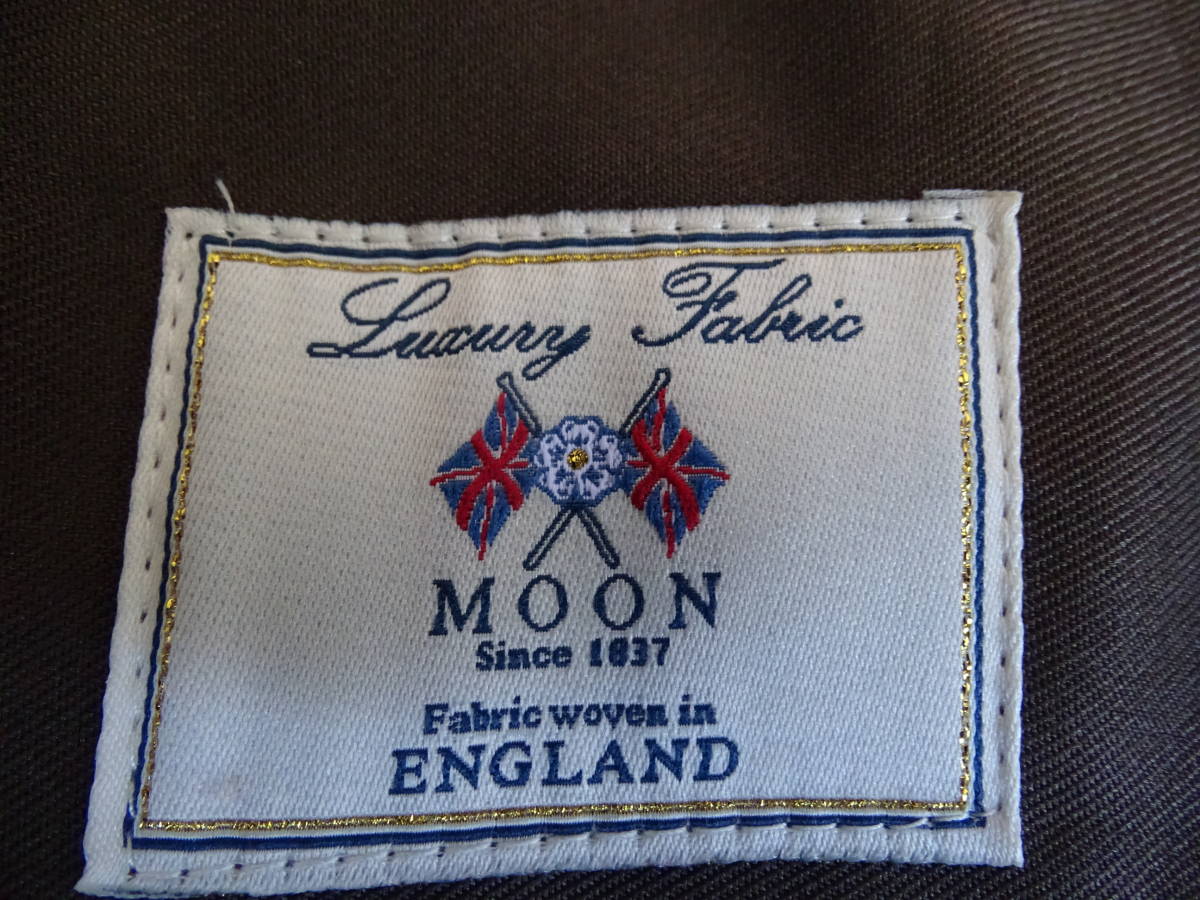 Luxury Fabric
MOON
Since 1837
Fabric woven in
ENGLAND